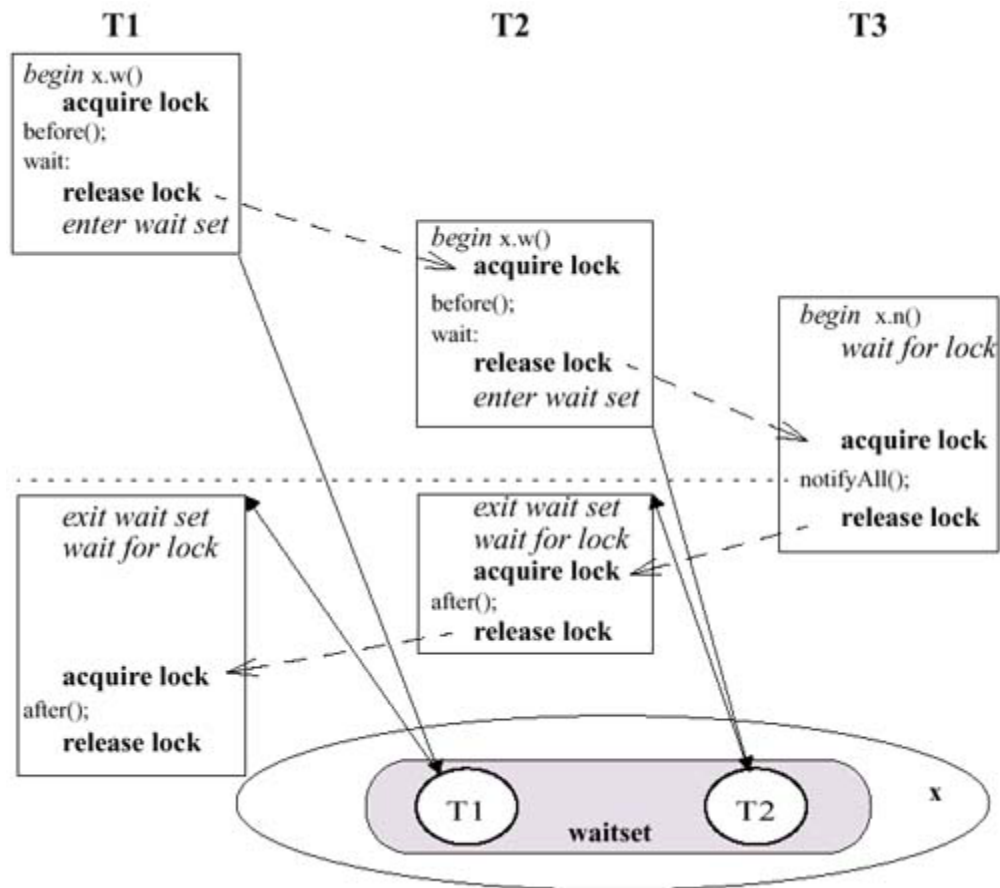 T1
T2
T3
begin x.w()
acquire lock
before();
wait:
release lock
enter wait set
begin x.w()
acquire lock
before();
wait:
release lock
enter wait set
begin x.n()
wait for lock
acquire lock
notifyAll();
release lock
exit wait set
wait for lock
acquire lock
after();
release lock
exit wait set
wait for lock
acquire lock
after();
release lock
T1
T2
waitset
x